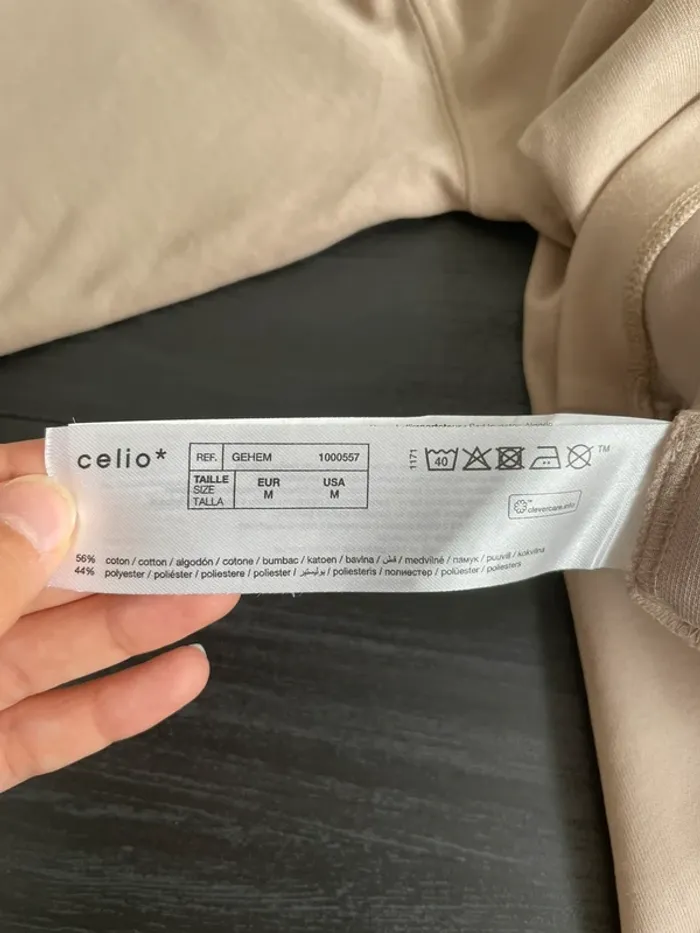 celio*
REF. GEHEM 1000557
TAILLE
SIZE
TALLA
EUR
M
USA
M
1171
40
TM
clevercare.info
56% coton / cotton / algodón / cotone / bumbac / katoen / bavlna / قطن / medvilnė / памук / puuvill / kokvilna
44% polyester / poliéster / poliestere / poliester / بوليستير / poliesteris / полиестер / polüester / poliesters